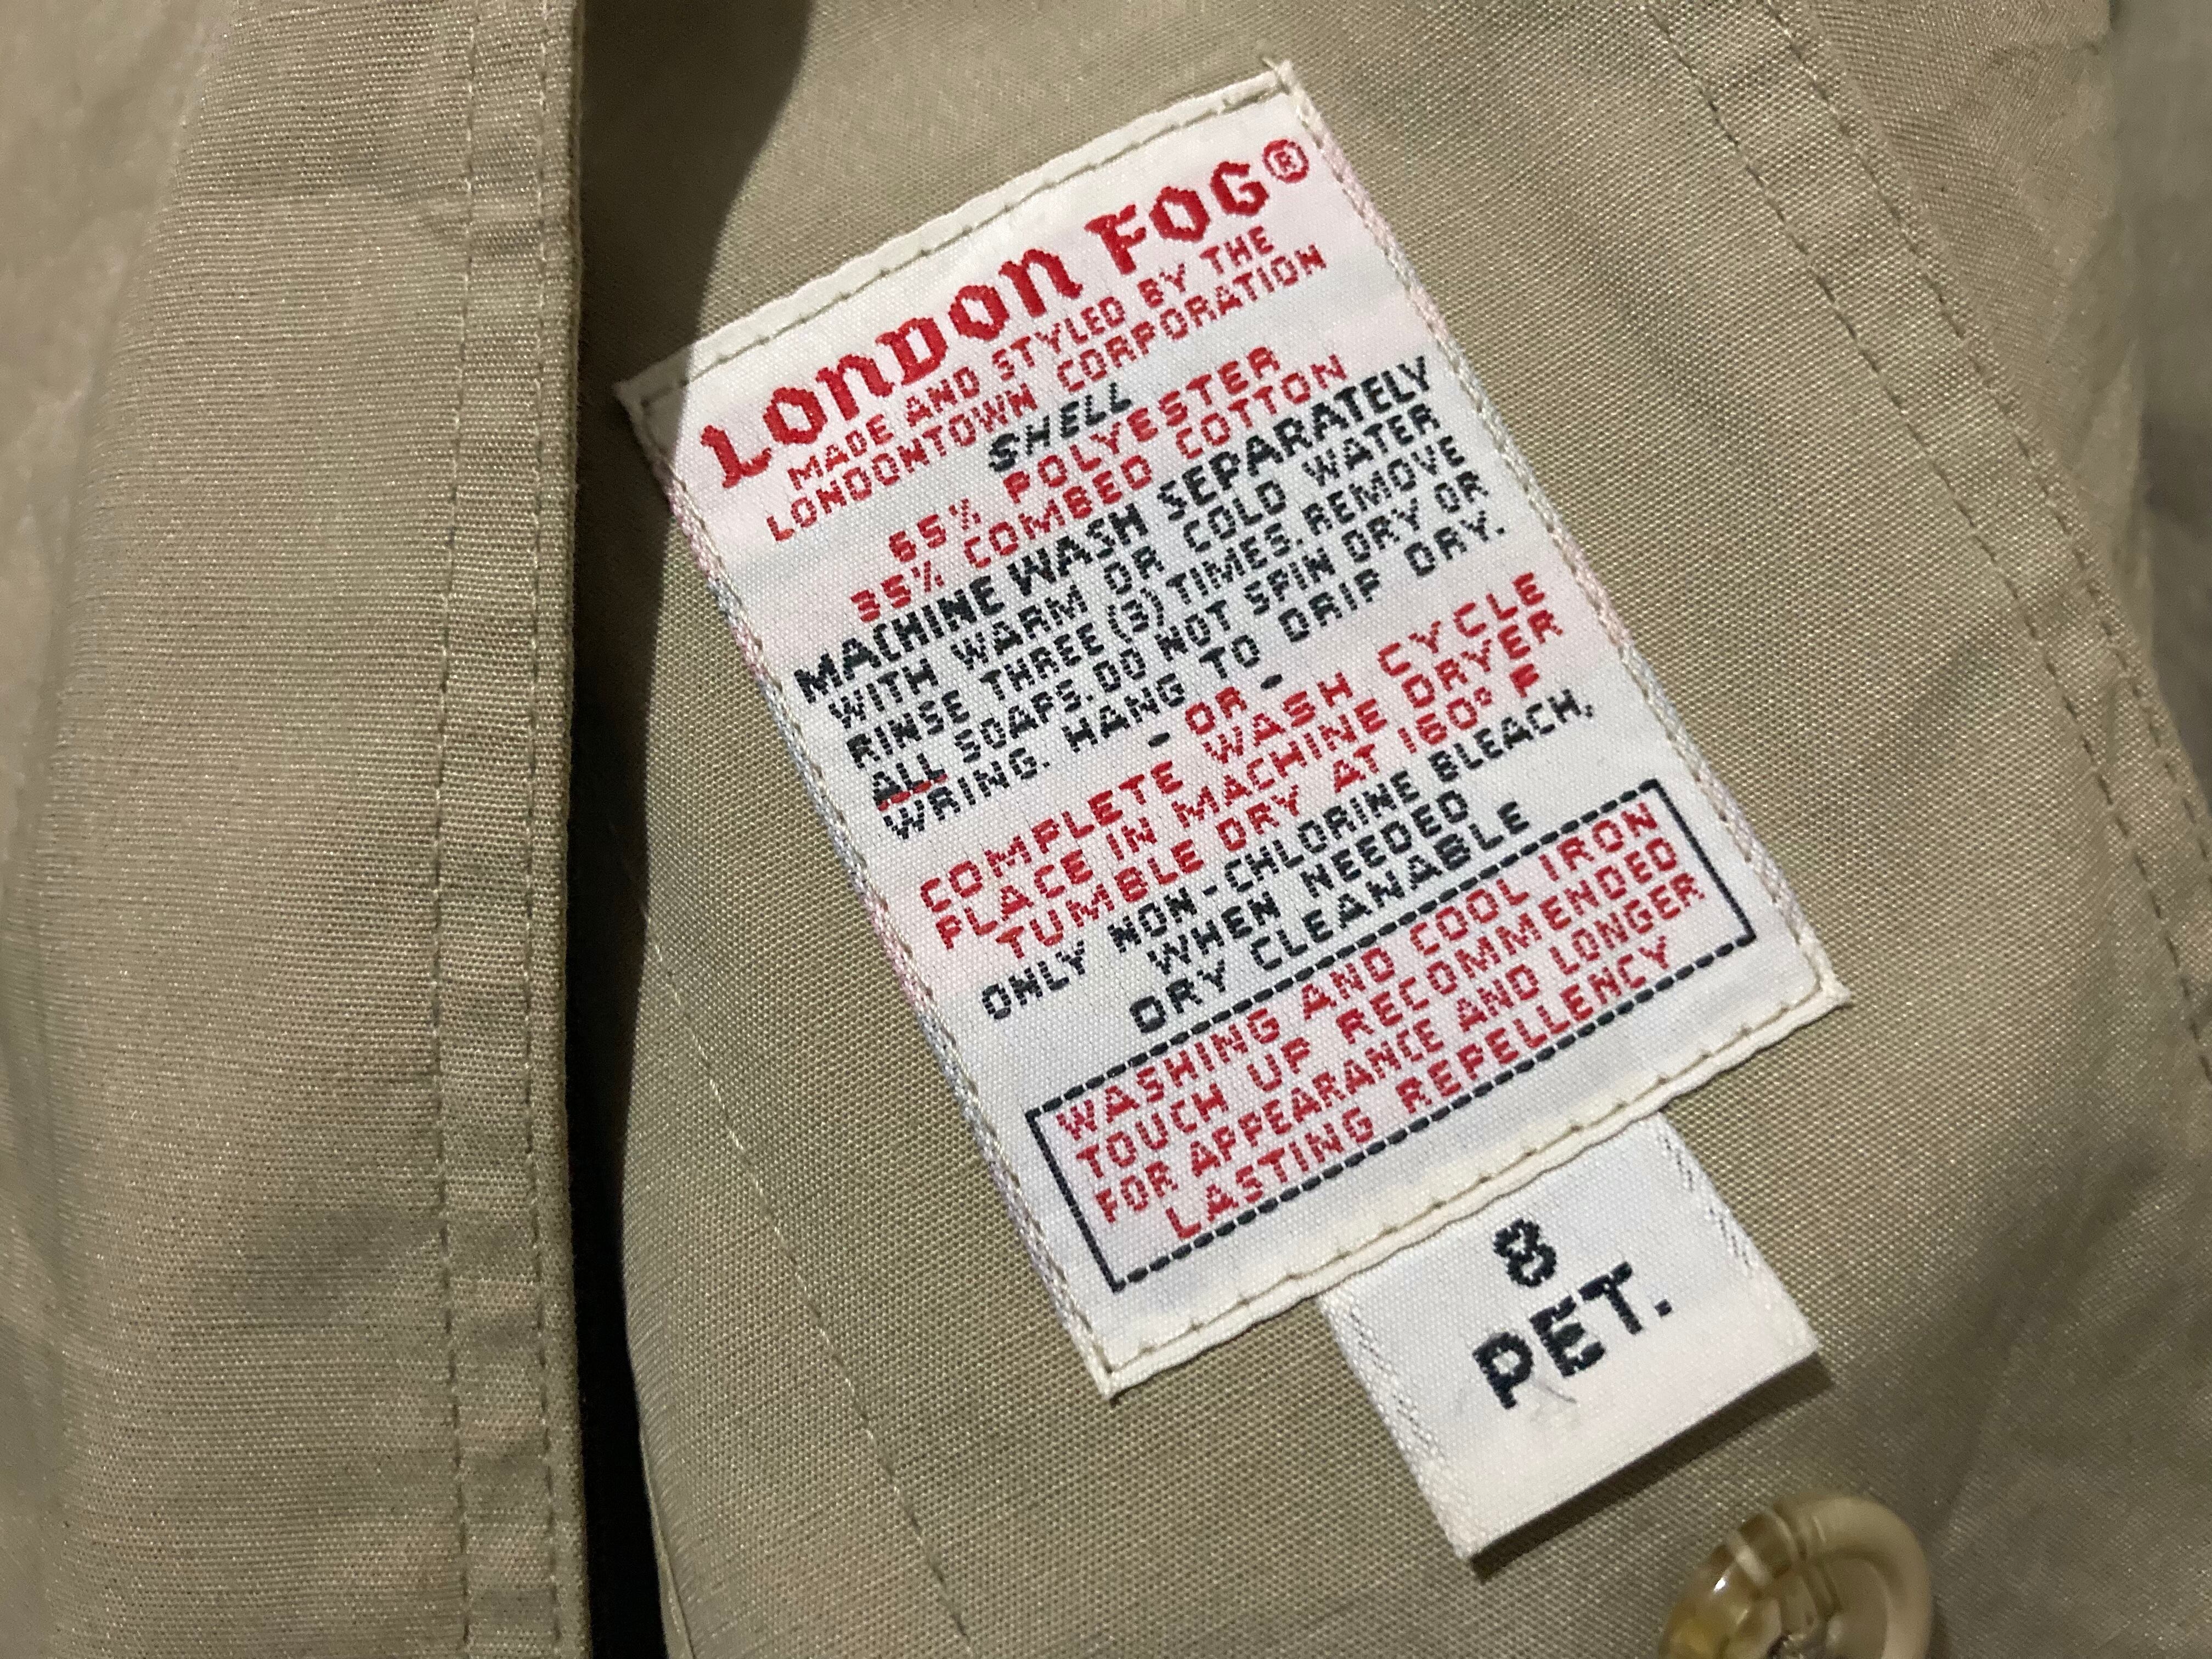 LONDON FOG®
MADE AND STYLED BY THE
LONDONTOWN CORPORATION
SHELL
65% POLYESTER
35% COMBED COTTON
MACHINE WASH SEPARATELY
WITH WARM OR COLD WATER
RINSE THREE (3) TIMES. REMOVE
ALL SOAPS. DO NOT SPIN DRY OR
WRING. HANG TO DRIP DRY.
- OR -
COMPLETE WASH CYCLE
PLACE IN MACHINE DRYER
TUMBLE DRY AT 160° F
ONLY NON-CHLORINE BLEACH,
WHEN NEEDED
DRY CLEANABLE
WASHING AND COOL IRON
TOUCH UP RECOMMENDED
FOR APPEARANCE AND LONGER
LASTING REPELLENCY
8
PET.